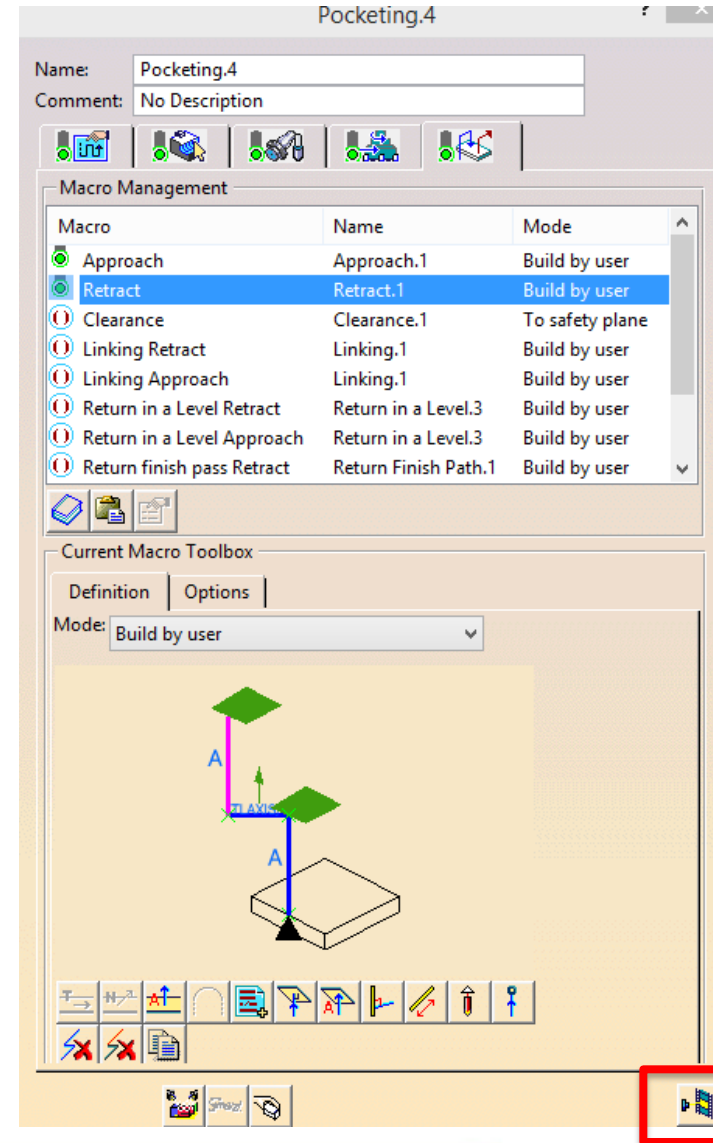 Pocketing.4 ?
Name: Pocketing.4
Comment: No Description
Macro Management
Macro Name Mode
Approach Approach.1 Build by user
Retract Retract.1 Build by user
Clearance Clearance.1 To safety plane
Linking Retract Linking.1 Build by user
Linking Approach Linking.1 Build by user
Return in a Level Retract Return in a Level.3 Build by user
Return in a Level Approach Return in a Level.3 Build by user
Return finish pass Retract Return Finish Path.1 Build by user
Current Macro Toolbox
Definition Options
Mode: Build by user
A
A